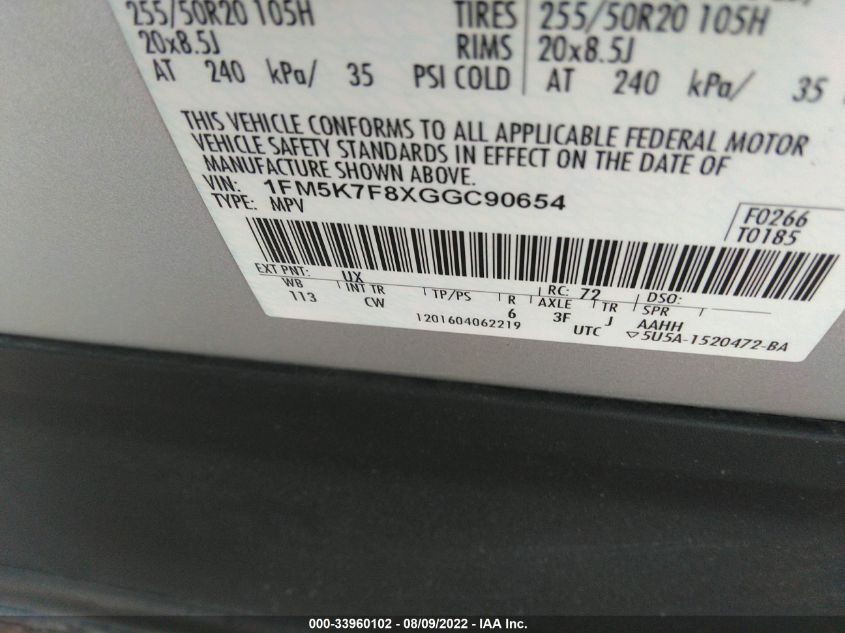 255/50R20 105H TIRES 255/50R20 105H
20x8.5J RIMS 20x8.5J
AT 240 kPa/ 35 PSI COLD AT 240 kPa/ 35
THIS VEHICLE CONFORMS TO ALL APPLICABLE FEDERAL MOTOR
VEHICLE SAFETY STANDARDS IN EFFECT ON THE DATE OF
MANUFACTURE SHOWN ABOVE.
VIN: 1FM5K7F8XGGC90654
TYPE: MPV
F0266
T0185
EXT PNT: UX RC: 72 DSO:
WB INT TR TP/PS R AXLE TR SPR
113 CW 6 3F J AAHH
1201604062219 UTC ▽5U5A-1520472-BA
000-33960102 - 08/09/2022 - IAA Inc.